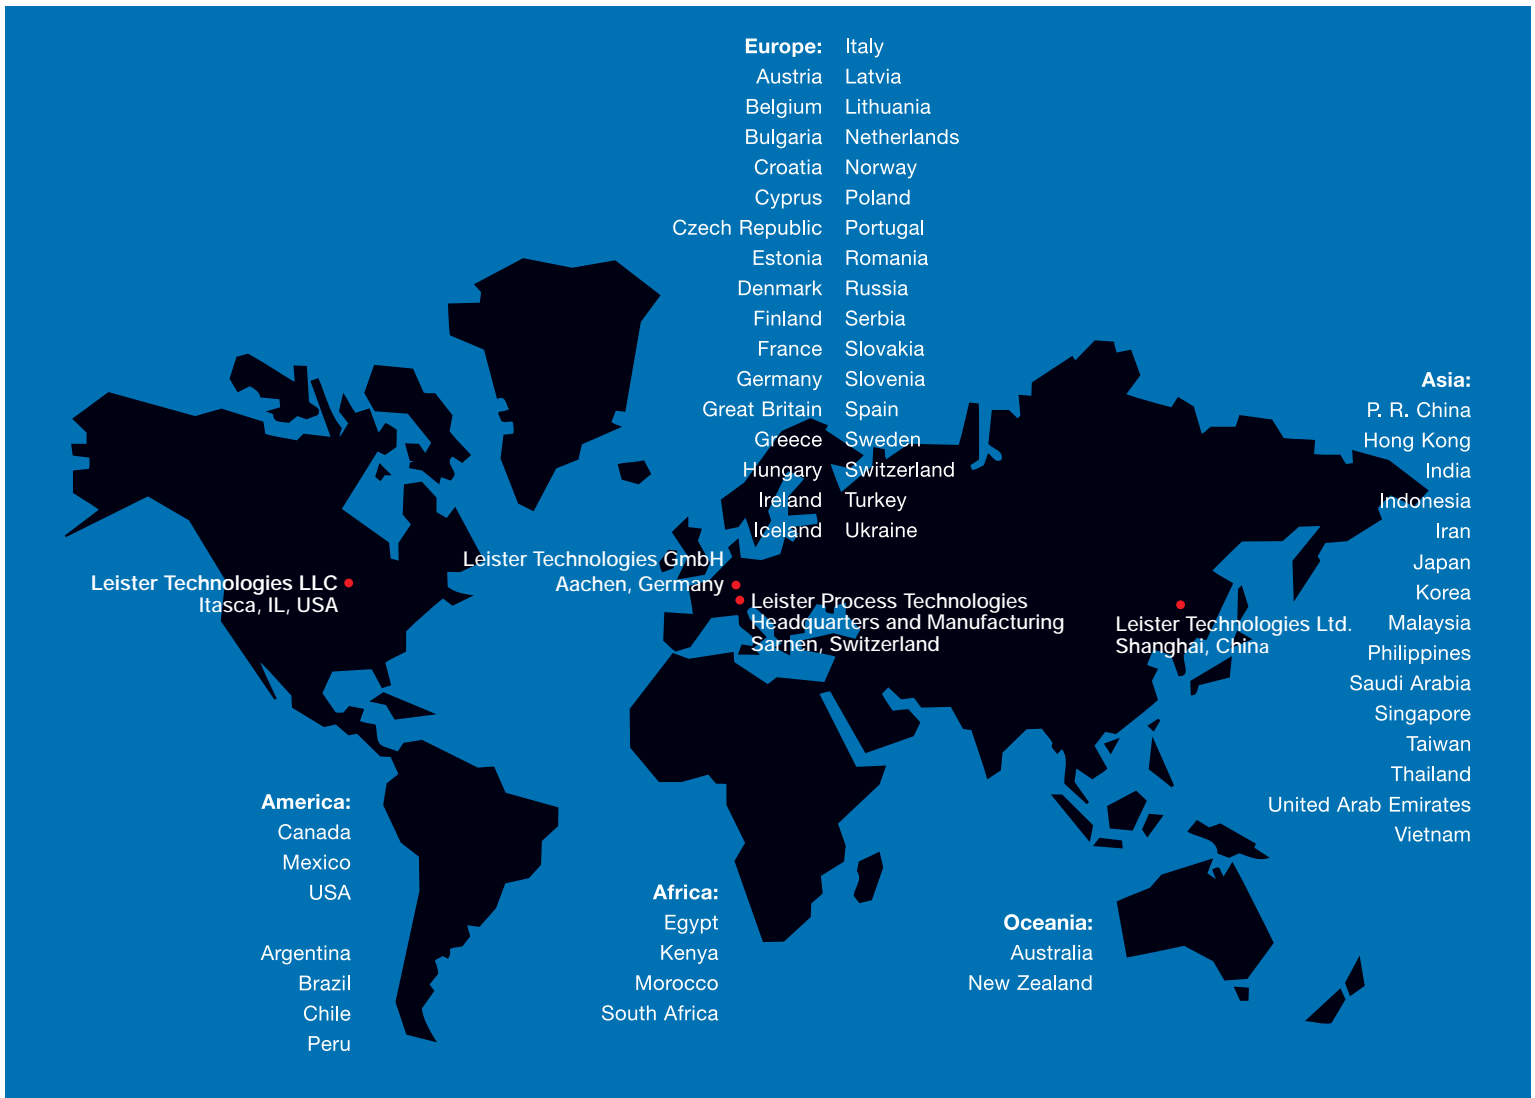 Europe:
Austria
Belgium
Bulgaria
Croatia
Cyprus
Czech Republic
Estonia
Denmark
Finland
France
Germany
Great Britain
Greece
Hungary
Ireland
Iceland
Italy
Latvia
Lithuania
Netherlands
Norway
Poland
Portugal
Romania
Russia
Serbia
Slovakia
Slovenia
Spain
Sweden
Switzerland
Turkey
Ukraine
Asia:
P. R. China
Hong Kong
India
Indonesia
Iran
Japan
Korea
Malaysia
Philippines
Saudi Arabia
Singapore
Taiwan
Thailand
United Arab Emirates
Vietnam
Leister Technologies LLC
Itasca, IL, USA
Leister Technologies GmbH
Aachen, Germany
Leister Process Technologies
Headquarters and Manufacturing
Sarnen, Switzerland
Leister Technologies Ltd.
Shanghai, China
America:
Canada
Mexico
USA
Argentina
Brazil
Chile
Peru
Africa:
Egypt
Kenya
Morocco
South Africa
Oceania:
Australia
New Zealand